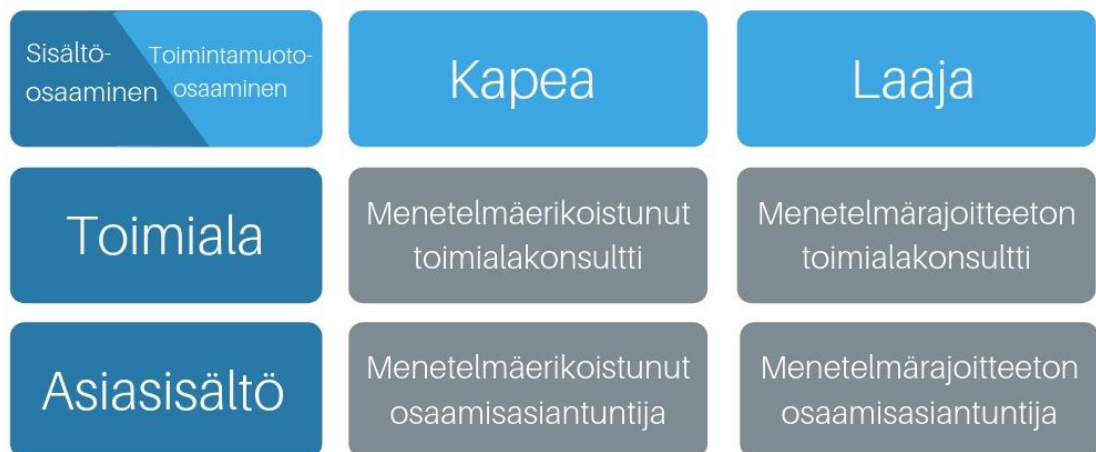 Sisältö-
osaaminen
Toimintamuoto-
osaaminen
Kapea
Laaja
Toimiala
Menetelmäerikoistunut
toimialakonsultti
Menetelmärajoitteeton
toimialakonsultti
Asiasisältö
Menetelmäerikoistunut
osaamisasiantuntija
Menetelmärajoitteeton
osaamisasiantuntija